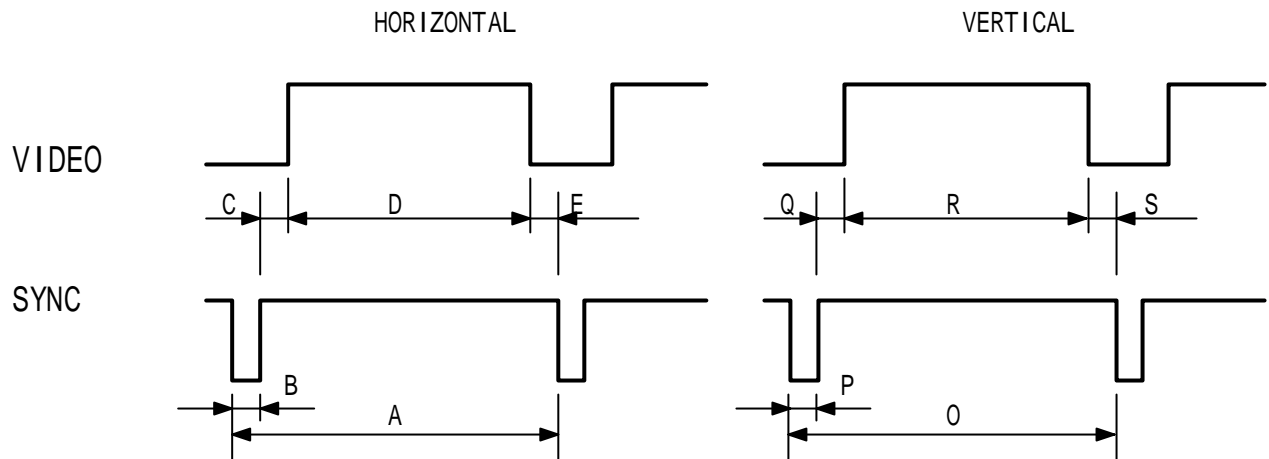 HORIZONTAL VERTICAL
VIDEO
C D E Q R S
SYNC
B P
A O